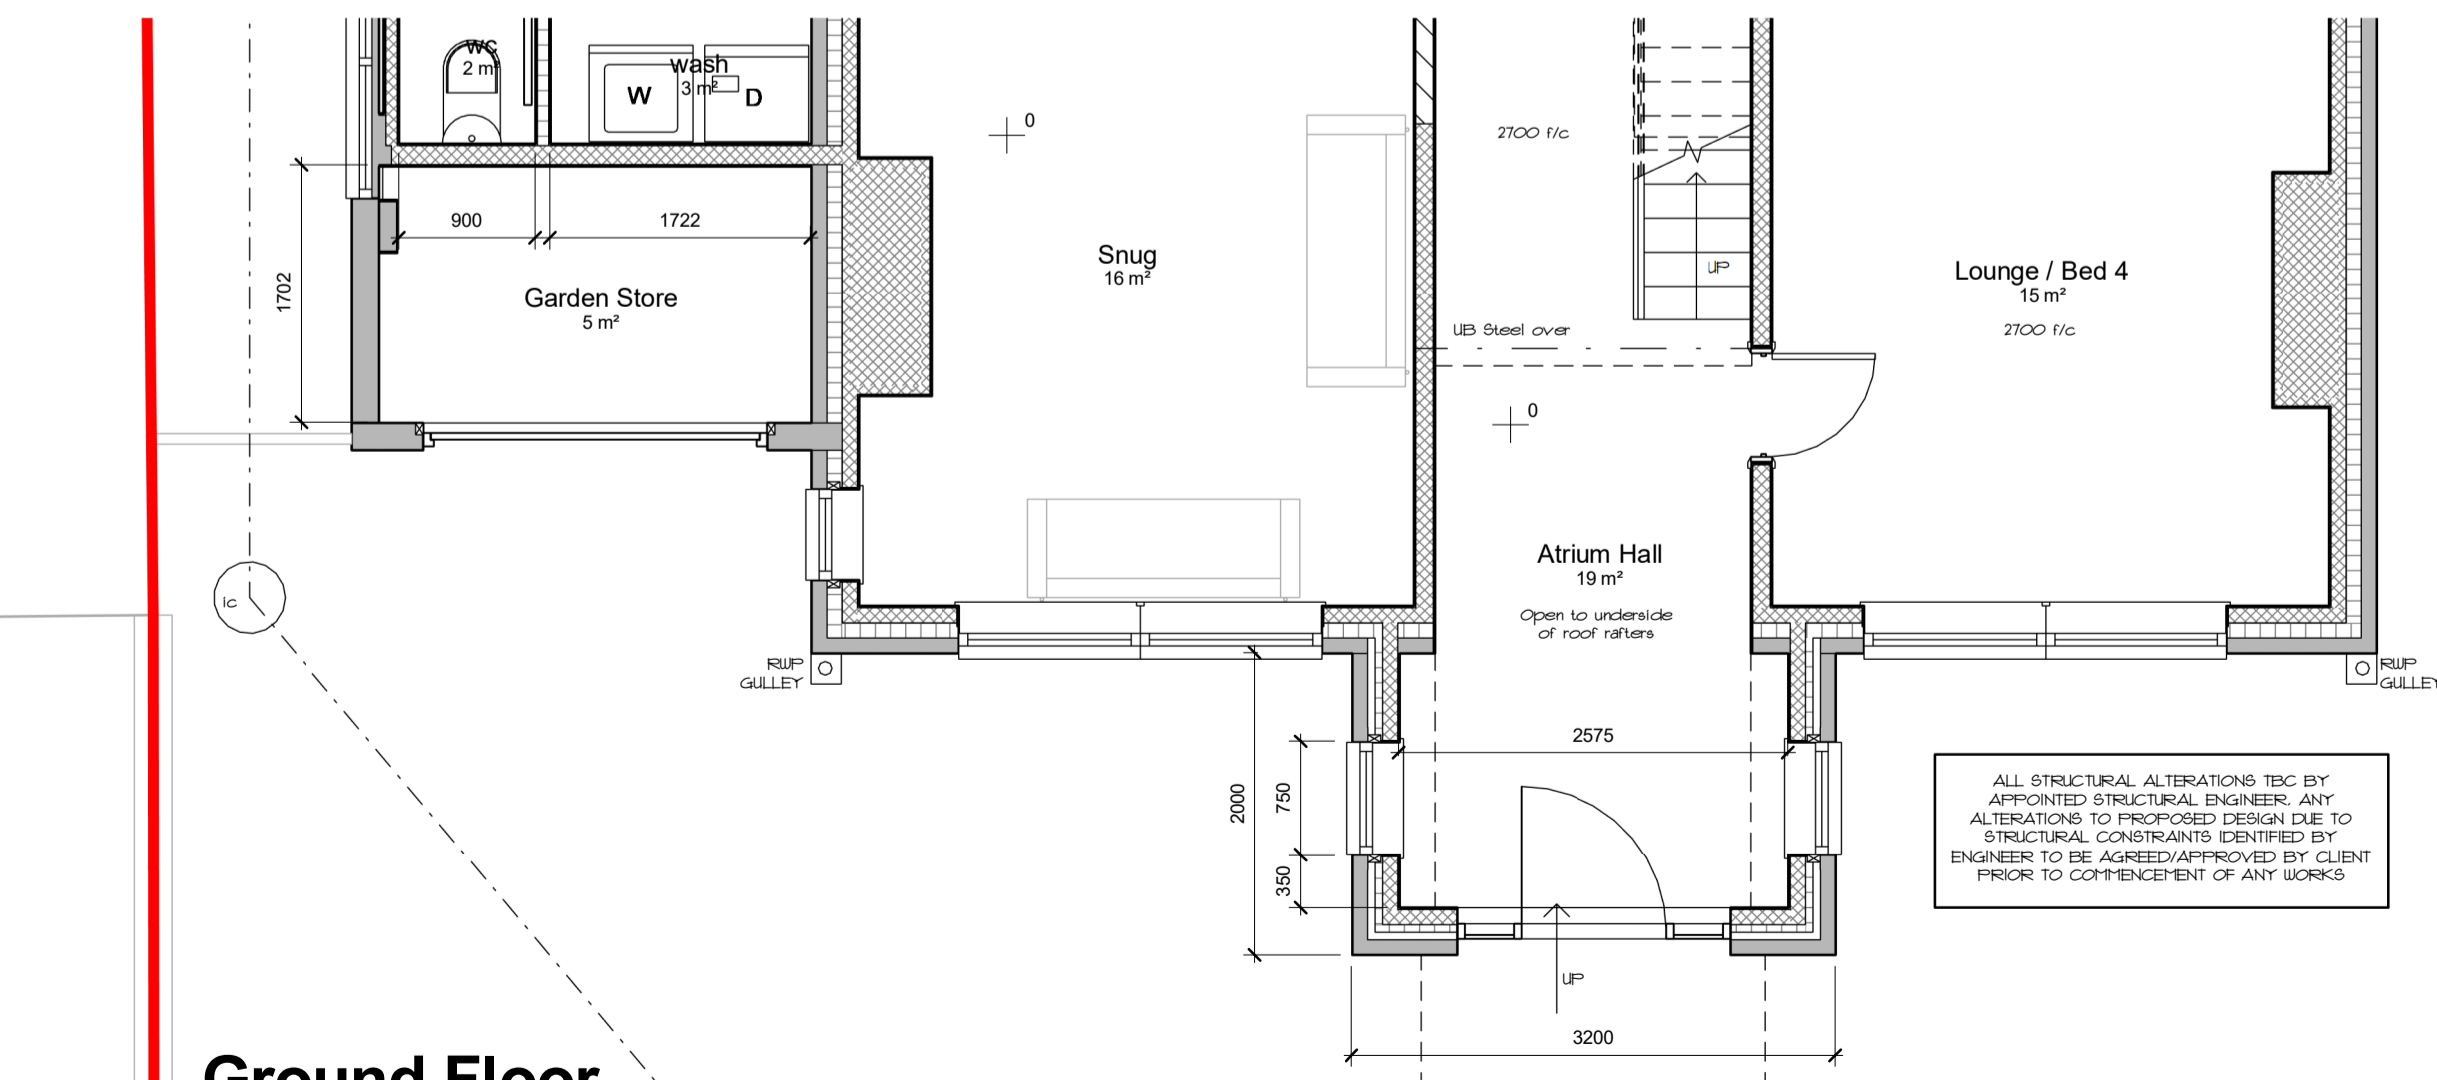 WC
2 m²
wash
3 m²
W
D
0
2700 f/c
900
1722
1702
Garden Store
5 m²
Snug
16 m²
UP
Lounge / Bed 4
15 m²
2700 f/c
UB Steel over
0
Atrium Hall
19 m²
Open to underside
of roof rafters
ic
RWP
GULLEY
RWP
GULLEY
2575
2000
750
350
ALL STRUCTURAL ALTERATIONS TBC BY
APPOINTED STRUCTURAL ENGINEER. ANY
ALTERATIONS TO PROPOSED DESIGN DUE TO
STRUCTURAL CONSTRAINTS IDENTIFIED BY
ENGINEER TO BE AGREED/APPROVED BY CLIENT
PRIOR TO COMMENCEMENT OF ANY WORKS
UP
3200
Ground Floor